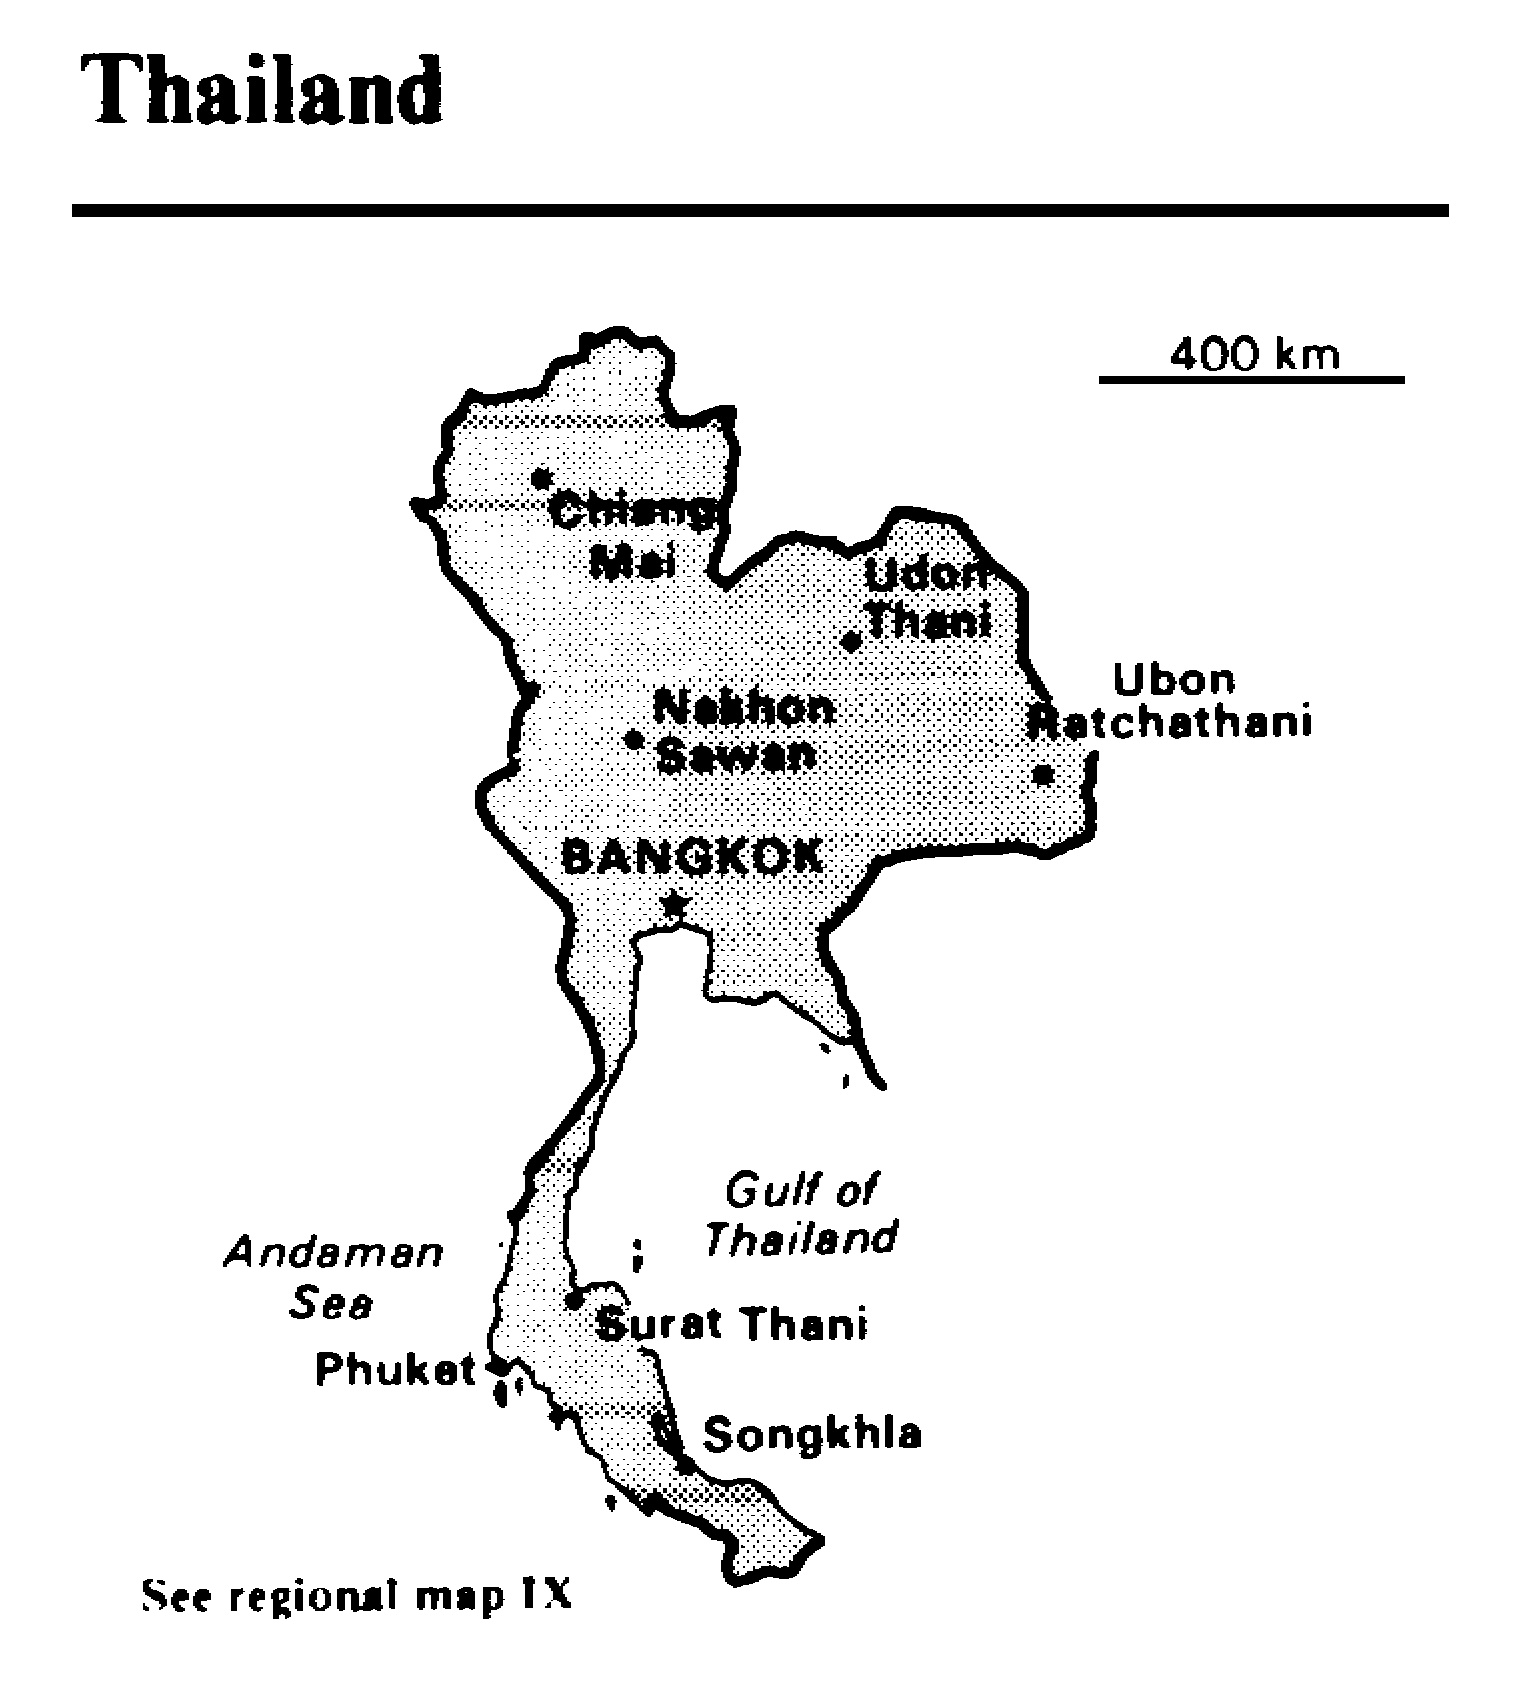 Thailand
400 km
Chiang
Mai
Udon
Thani
Ubon
Ratchathani
Nakhon
Sawan
BANGKOK
Gulf of
Thailand
Andaman
Sea
Surat Thani
Phuket
Songkhla
See regional map IX